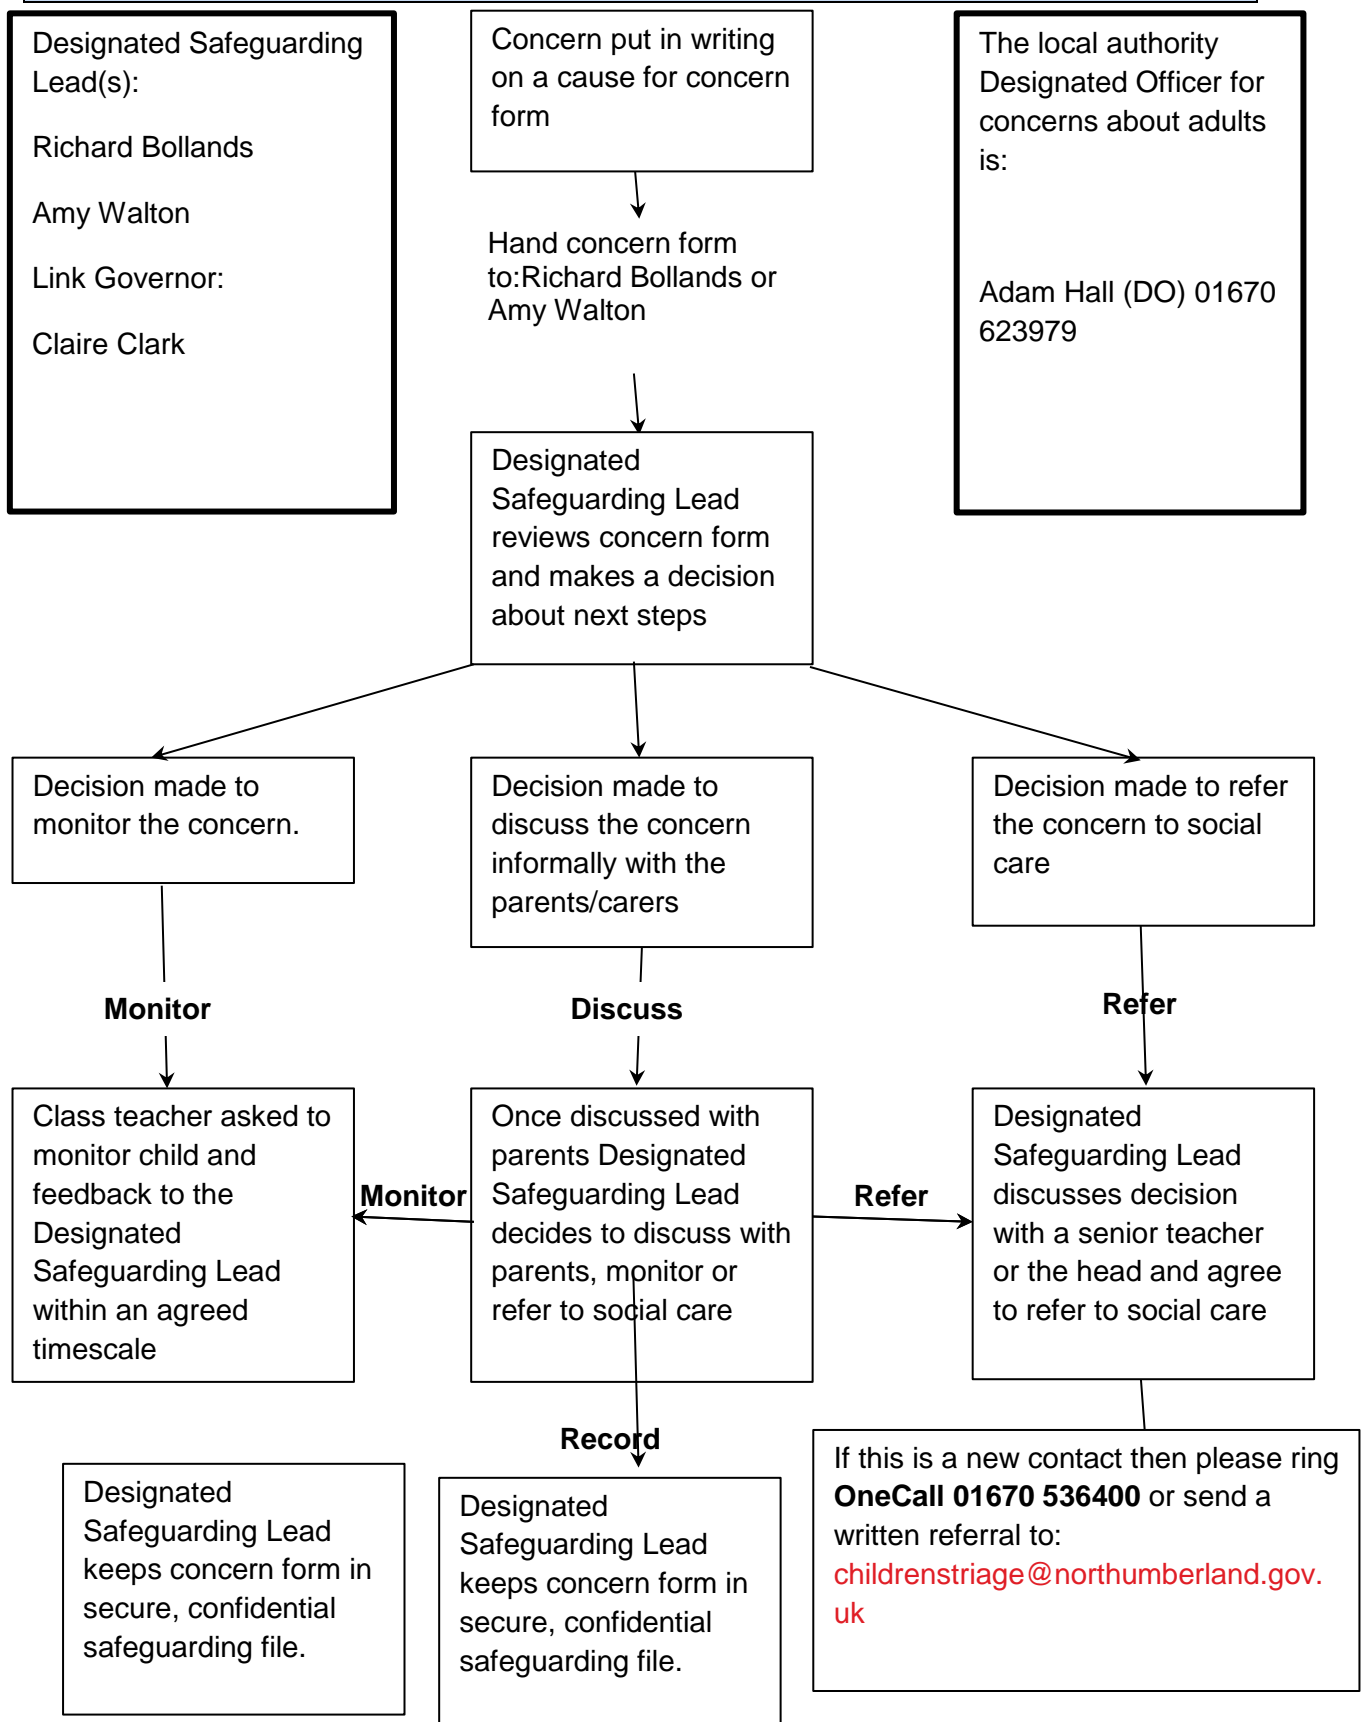 Designated Safeguarding
Lead(s):
Richard Bollands
Amy Walton
Link Governor:
Claire Clark
Concern put in writing
on a cause for concern
form
The local authority
Designated Officer for
concerns about adults
is:
Adam Hall (DO) 01670
623979
Hand concern form
to:Richard Bollands or
Amy Walton
Designated
Safeguarding Lead
reviews concern form
and makes a decision
about next steps
Decision made to
monitor the concern.
Decision made to
discuss the concern
informally with the
parents/carers
Decision made to refer
the concern to social
care
Monitor
Discuss
Refer
Class teacher asked to
monitor child and
feedback to the
Designated
Safeguarding Lead
within an agreed
timescale
Monitor
Once discussed with
parents Designated
Safeguarding Lead
decides to discuss with
parents, monitor or
refer to social care
Refer
Designated
Safeguarding Lead
discusses decision
with a senior teacher
or the head and agree
to refer to social care
Record
Designated
Safeguarding Lead
keeps concern form in
secure, confidential
safeguarding file.
Designated
Safeguarding Lead
keeps concern form in
secure, confidential
safeguarding file.
If this is a new contact then please ring
OneCall 01670 536400 or send a
written referral to:
childrenstriage@northumberland.gov.
uk